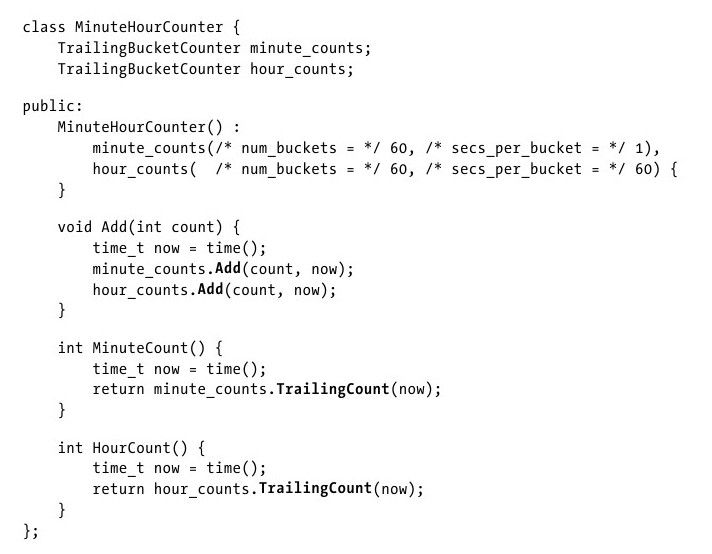 class MinuteHourCounter {
    TrailingBucketCounter minute_counts;
    TrailingBucketCounter hour_counts;

public:
    MinuteHourCounter() :
        minute_counts(/* num_buckets = */ 60, /* secs_per_bucket = */ 1),
        hour_counts(  /* num_buckets = */ 60, /* secs_per_bucket = */ 60) {
    }

    void Add(int count) {
        time_t now = time();
        minute_counts.Add(count, now);
        hour_counts.Add(count, now);
    }

    int MinuteCount() {
        time_t now = time();
        return minute_counts.TrailingCount(now);
    }

    int HourCount() {
        time_t now = time();
        return hour_counts.TrailingCount(now);
    }
};